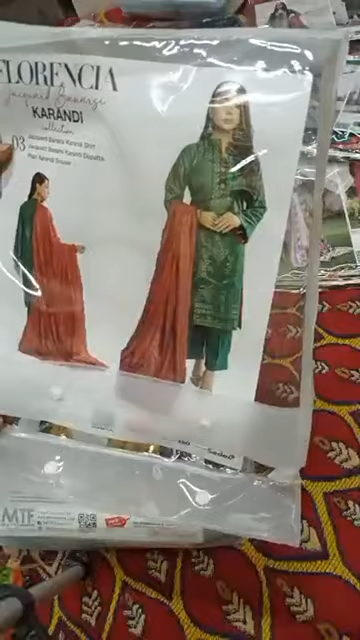 FLORENCIA
Jacquard Banarsi
KARANDI
collection
03
Jacquard Banarsi Karandi Shirt
Jacquard Banarsi Karandi Dupatta
Plain Karandi Trouser
MTF